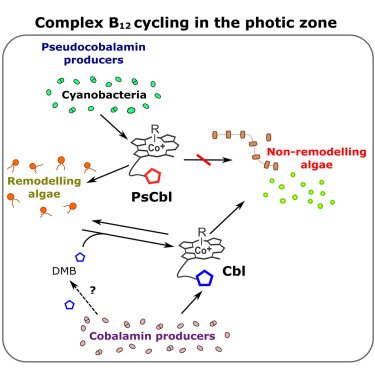 Complex B₁₂ cycling in the photic zone
Pseudocobalamin
producers
Cyanobacteria
R
Co⁺
PsCbl
Non-remodelling
algae
Remodelling
algae
R
Co⁺
Cbl
DMB
?
Cobalamin producers